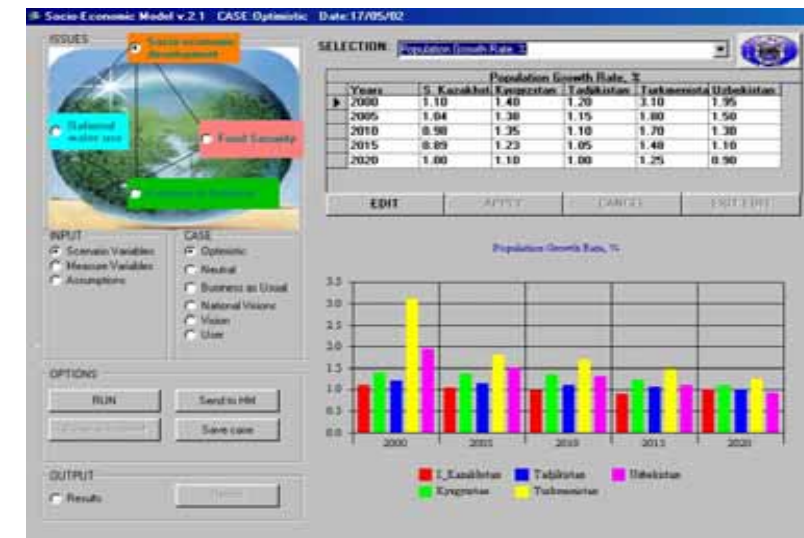 Socio-Economic Model v.2.1 CASE:Optimistic Date:17/05/02
ISSUES
Socio economic
development
Rational
water use
Food Security
SELECTION: Population Growth Rate, %
Population Growth Rate, %
Years S. Kazakhst Kyrgyzstan Tadjikistan Turkmenista Uzbekistan
2000 1.10 1.40 1.20 3.10 1.95
2005 1.04 1.38 1.15 1.80 1.50
2010 0.98 1.35 1.10 1.70 1.30
2015 0.89 1.23 1.05 1.48 1.10
2020 1.00 1.10 1.00 1.25 0.90
EDIT APPLY CANCEL EXIT EDIT
INPUT
Scenario Variables
Measure Variables
Assumptions
CASE
Optimistic
Neutral
Business as Usual
National Visions
Vision
User
OPTIONS
RUN
Send to HM
Save case
OUTPUT
Results
Population Growth Rate, %
3.5
3.0
2.5
2.0
1.5
1.0
0.5
0.0
2000 2005 2010 2015 2020
S_Kazakhstan Tadjikistan Uzbekistan
Kyrgyzstan Turkmenistan